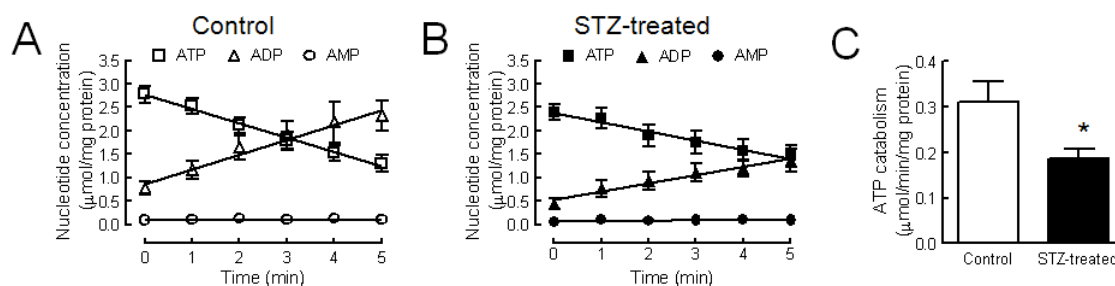 A
Control
ATP ADP AMP
Nucleotide concentration
(μmol/mg protein)
3.5
3.0
2.5
2.0
1.5
1.0
0.5
0.0
0 1 2 3 4 5
Time (min)
B
STZ-treated
ATP ADP AMP
Nucleotide concentration
(μmol/mg protein)
3.5
3.0
2.5
2.0
1.5
1.0
0.5
0.0
0 1 2 3 4 5
Time (min)
C
ATP catabolism
(μmol/min/mg protein)
0.4
0.3
0.2
0.1
0.0
*
Control STZ-treated